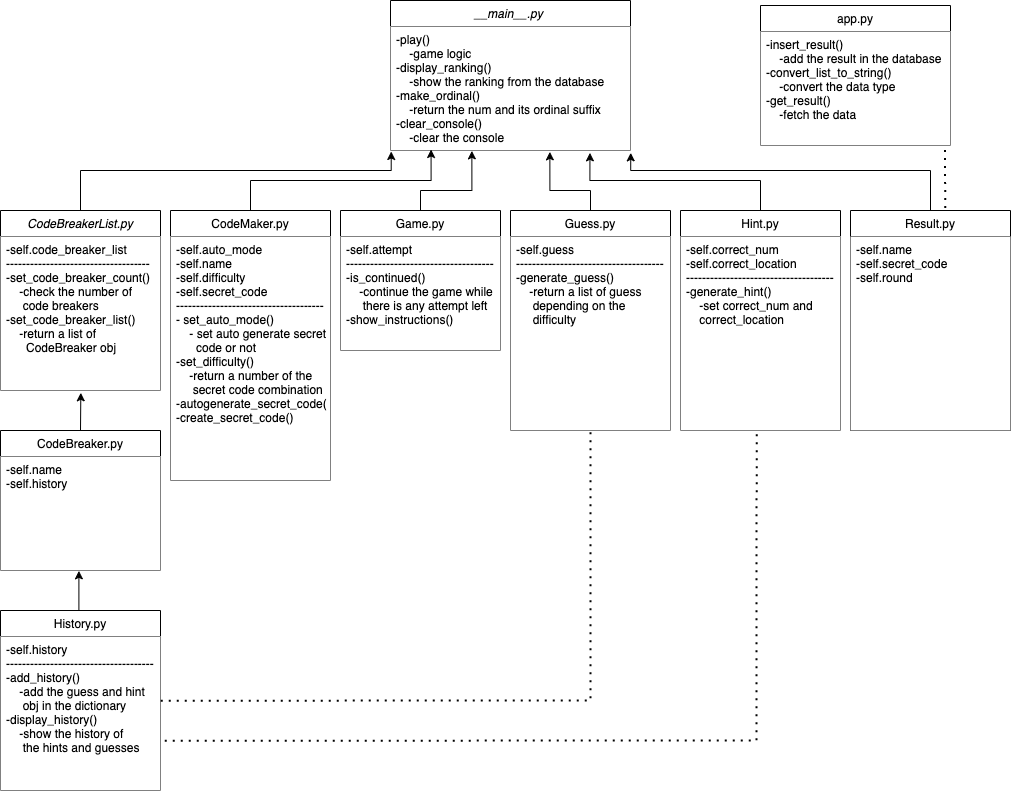 __main__.py
-play()
-game logic
-display_ranking()
-show the ranking from the database
-make_ordinal()
-return the num and its ordinal suffix
-clear_console()
-clear the console
app.py
-insert_result()
-add the result in the database
-convert_list_to_string()
-convert the data type
-get_result()
-fetch the data
CodeBreakerList.py
-self.code_breaker_list
-set_code_breaker_count()
-check the number of
code breakers
-set_code_breaker_list()
-return a list of
CodeBreaker obj
CodeMaker.py
-self.auto_mode
-self.name
-self.difficulty
-self.secret_code
- set_auto_mode()
- set auto generate secret
code or not
-set_difficulty()
-return a number of the
secret code combination
-autogenerate_secret_code(
-create_secret_code()
Game.py
-self.attempt
-is_continued()
-continue the game while
there is any attempt left
-show_instructions()
Guess.py
-self.guess
-generate_guess()
-return a list of guess
depending on the
difficulty
Hint.py
-self.correct_num
-self.correct_location
-generate_hint()
-set correct_num and
correct_location
Result.py
-self.name
-self.secret_code
-self.round
CodeBreaker.py
-self.name
-self.history
History.py
-self.history
-add_history()
-add the guess and hint
obj in the dictionary
-display_history()
-show the history of
the hints and guesses